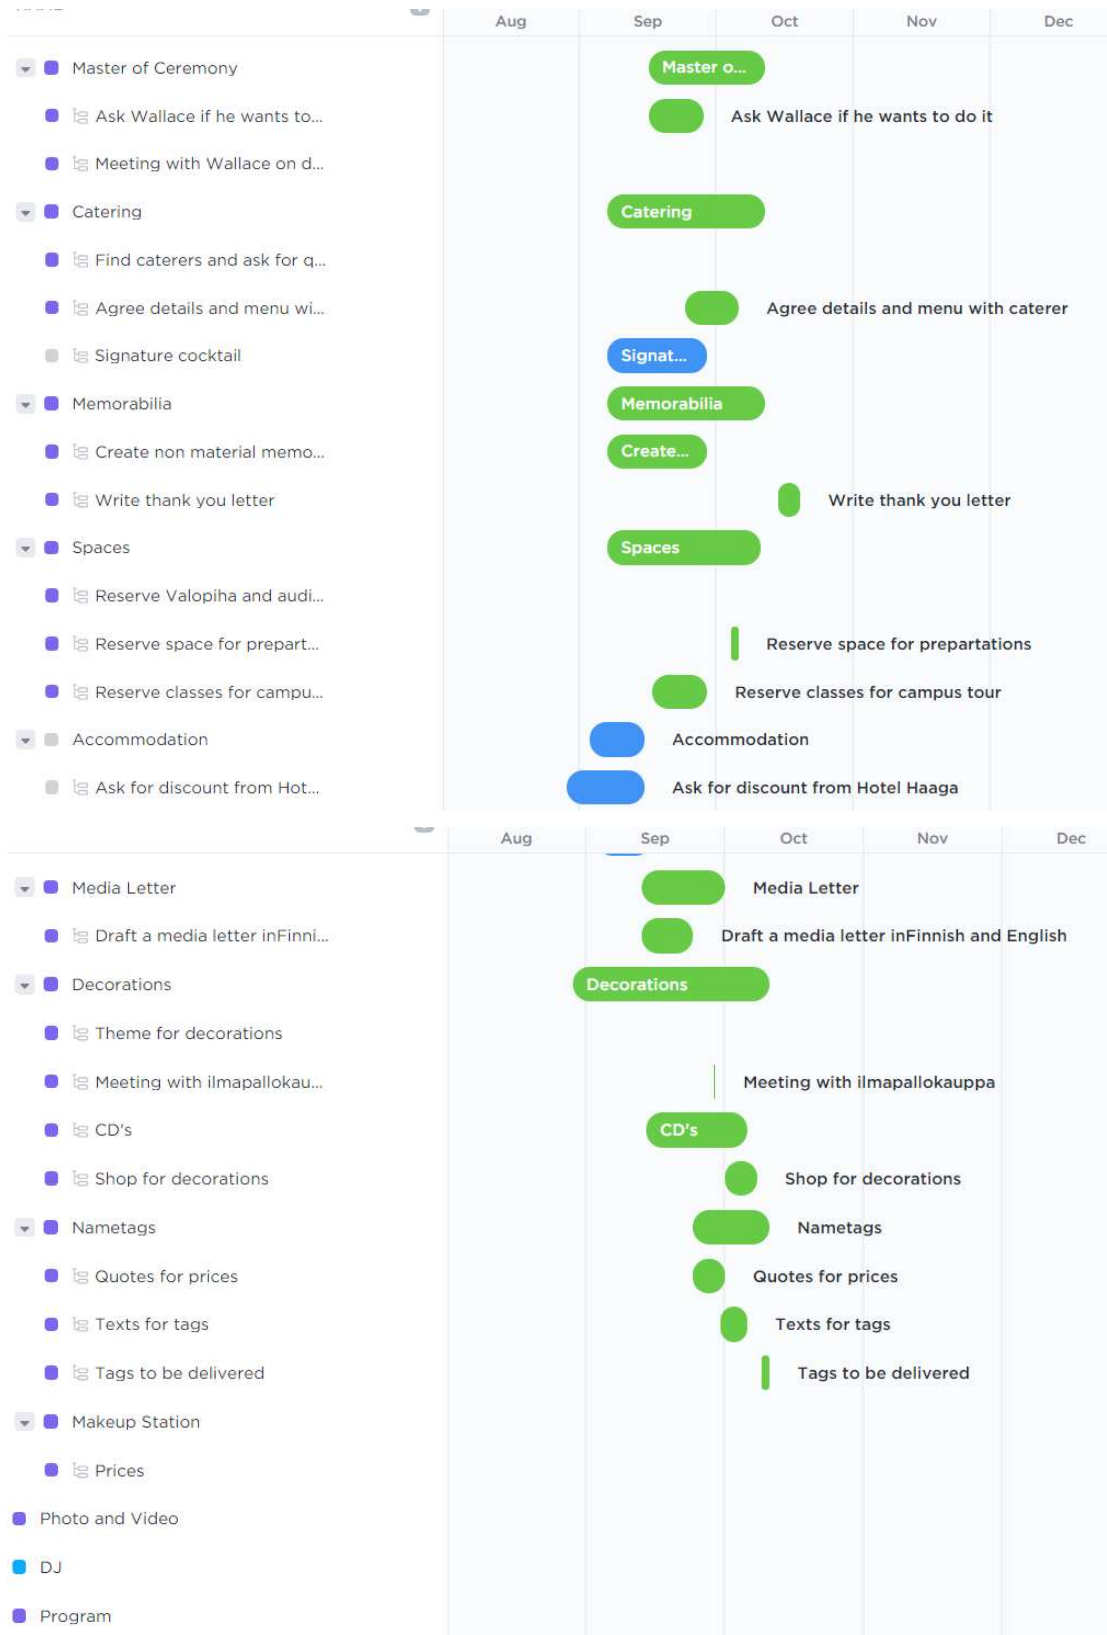 Aug Sep Oct Nov Dec
Master of Ceremony Master o...
Ask Wallace if he wants to... Ask Wallace if he wants to do it
Meeting with Wallace on d...
Catering Catering
Find caterers and ask for q...
Agree details and menu wi... Agree details and menu with caterer
Signature cocktail Signat...
Memorabilia Memorabilia
Create non material memo... Create...
Write thank you letter Write thank you letter
Spaces Spaces
Reserve Valopiha and audi...
Reserve space for prepart... Reserve space for prepartations
Reserve classes for campu... Reserve classes for campus tour
Accommodation Accommodation
Ask for discount from Hot... Ask for discount from Hotel Haaga
Aug Sep Oct Nov Dec
Media Letter Media Letter
Draft a media letter inFinni... Draft a media letter inFinnish and English
Decorations Decorations
Theme for decorations
Meeting with ilmapallokau... Meeting with ilmapallokauppa
CD's CD's
Shop for decorations Shop for decorations
Nametags Nametags
Quotes for prices Quotes for prices
Texts for tags Texts for tags
Tags to be delivered Tags to be delivered
Makeup Station
Prices
Photo and Video
DJ
Program